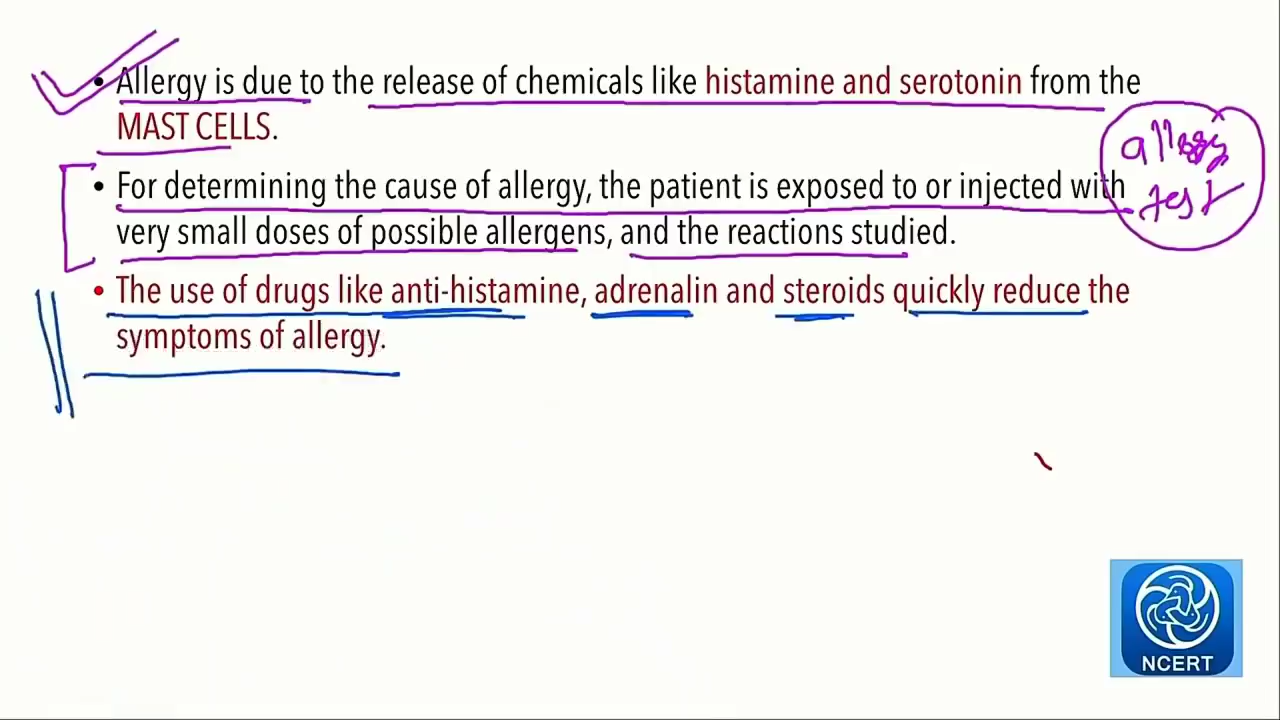 • Allergy is due to the release of chemicals like histamine and serotonin from the
MAST CELLS.
allergy
test
• For determining the cause of allergy, the patient is exposed to or injected with
very small doses of possible allergens, and the reactions studied.
• The use of drugs like anti-histamine, adrenalin and steroids quickly reduce the
symptoms of allergy.
NCERT